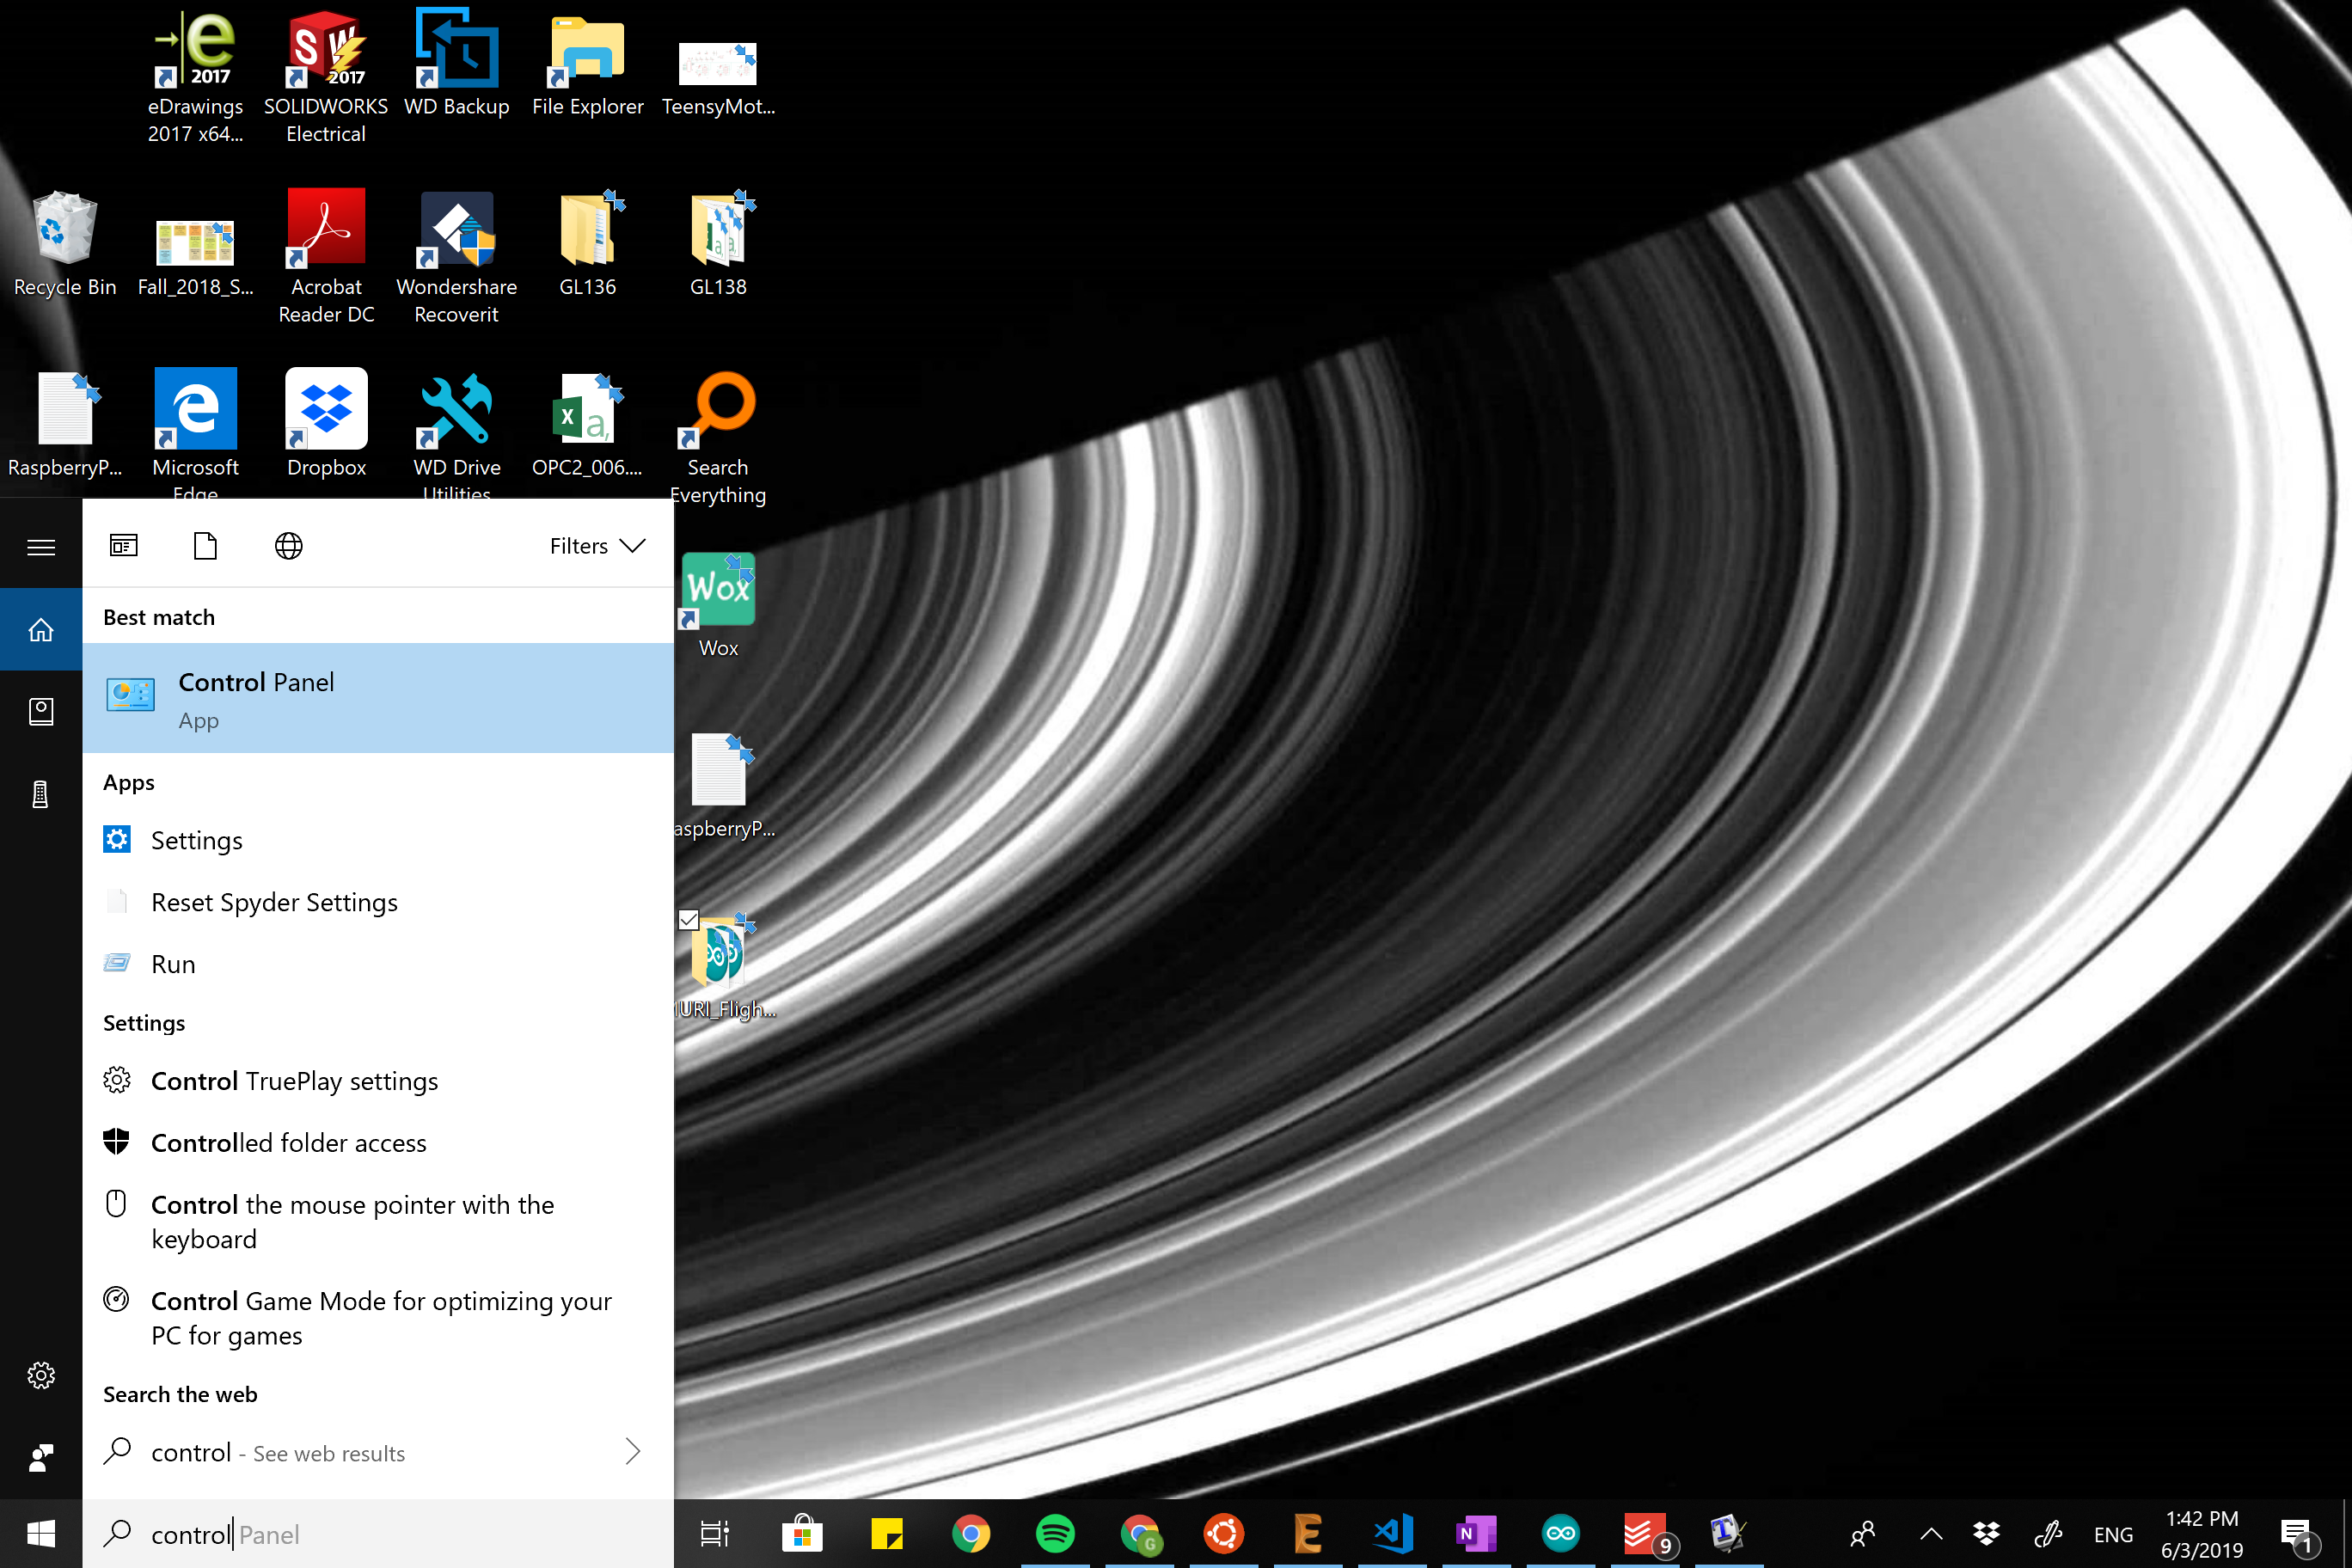 eDrawings
2017 x64...
SOLIDWORKS
Electrical
WD Backup
File Explorer
TeensyMot...
Recycle Bin
Fall_2018_S...
Acrobat
Reader DC
Wondershare
Recoverit
GL136
GL138
RaspberryP...
Microsoft
Edge
Dropbox
WD Drive
Utilities
OPC2_006....
Search
Everything
Wox
Wox
aspberryP...
URI_Fligh...
Filters
Best match
Control Panel
App
Apps
Settings
Reset Spyder Settings
Run
Settings
Control TruePlay settings
Controlled folder access
Control the mouse pointer with the
keyboard
Control Game Mode for optimizing your
PC for games
Search the web
control - See web results
control Panel
9
ENG
1:42 PM
6/3/2019
1